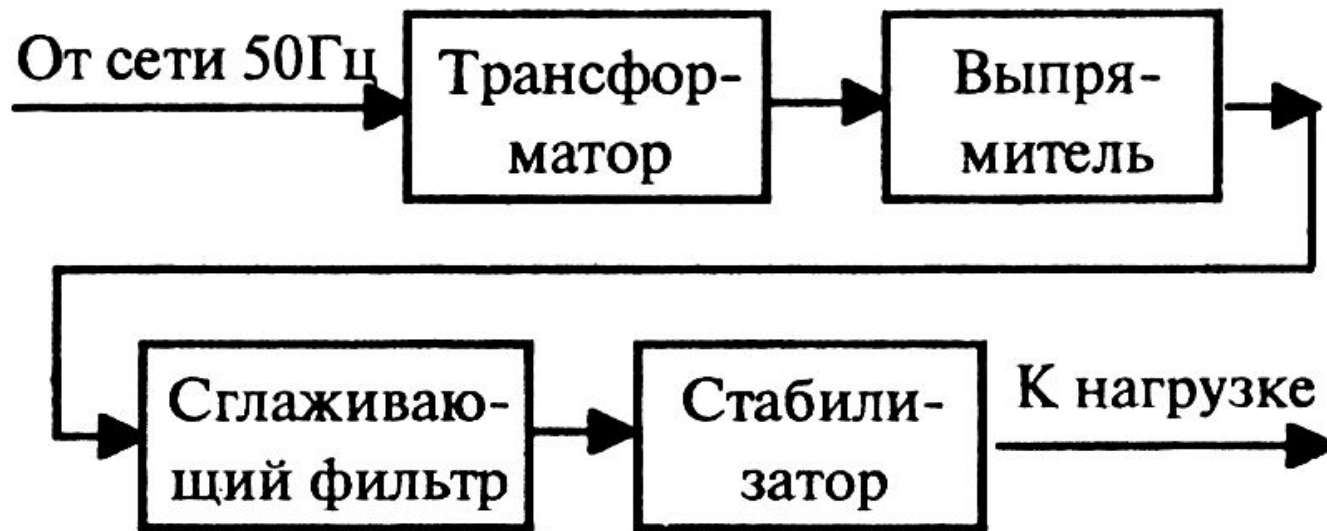 От сети 50Гц
Трансфор-
матор
Выпря-
митель
Сглаживаю-
щий фильтр
Стабили-
затор
К нагрузке